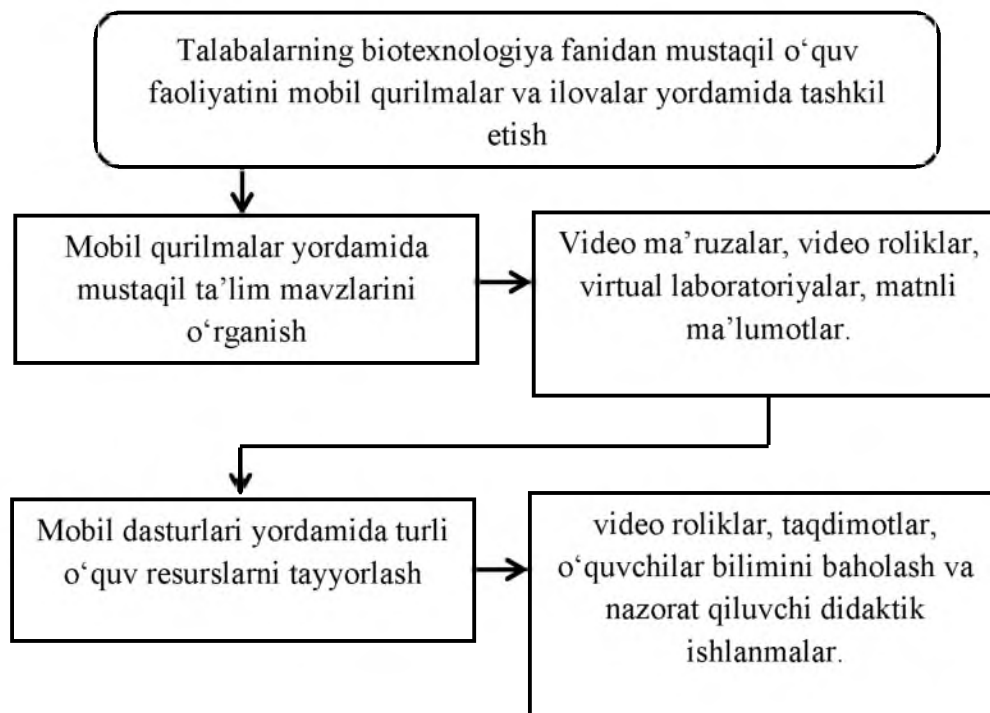 Talabalarning biotexnologiya fanidan mustaqil o‘quv
faoliyatini mobil qurilmalar va ilovalar yordamida tashkil
etish
Mobil qurilmalar yordamida
mustaqil ta’lim mavzlarini
o‘rganish
Video ma’ruzalar, video roliklar,
virtual laboratoriyalar, matnli
ma’lumotlar.
Mobil dasturlari yordamida turli
o‘quv resurslarni tayyorlash
video roliklar, taqdimotlar,
o‘quvchilar bilimini baholash va
nazorat qiluvchi didaktik
ishlanmalar.